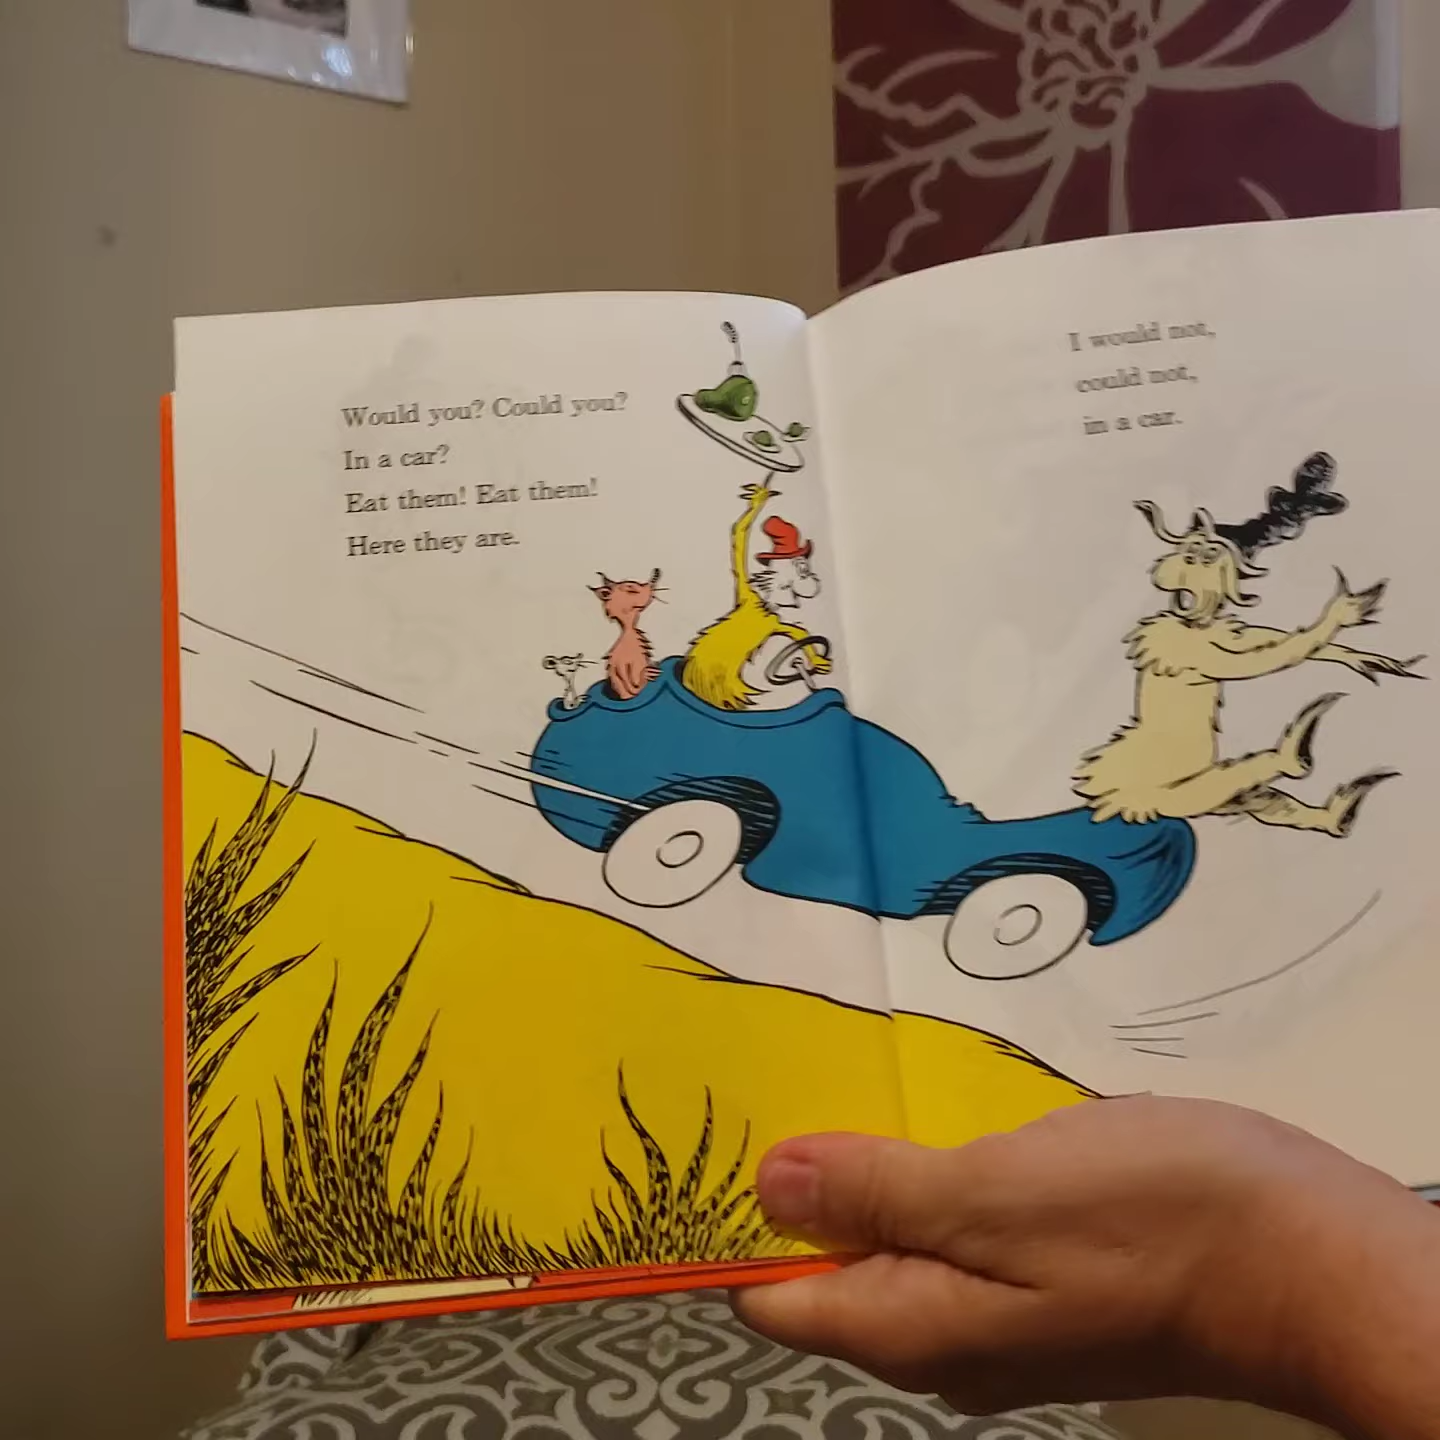 Would you? Could you?
In a car?
Eat them! Eat them!
Here they are.
I would not,
could not,
in a car.